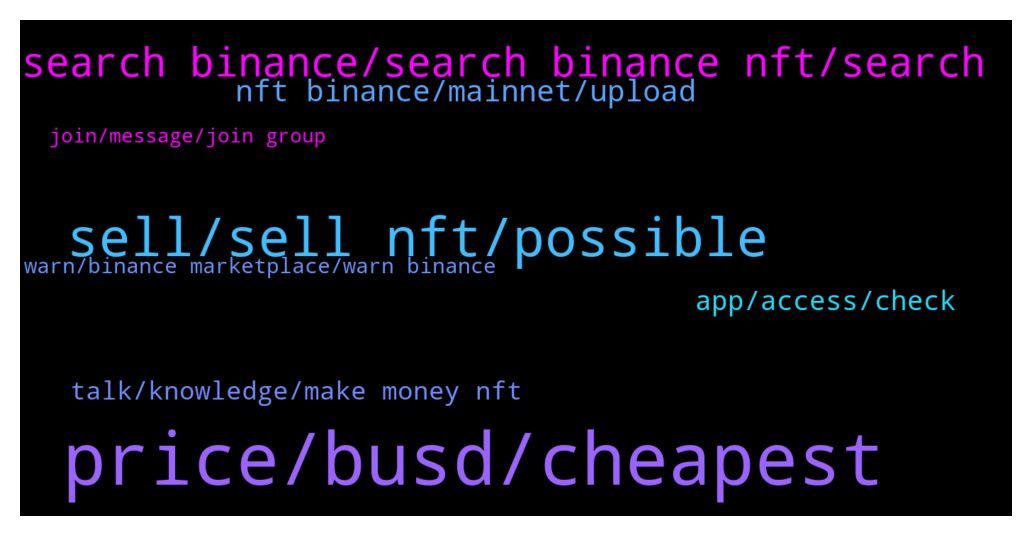 search binance/search binance nft/search
nft binance/mainnet/upload
join/message/join group
sell/sell nft/possible
warn/binance marketplace/warn binance
app/access/check
talk/knowledge/make money nft
price/busd/cheapest